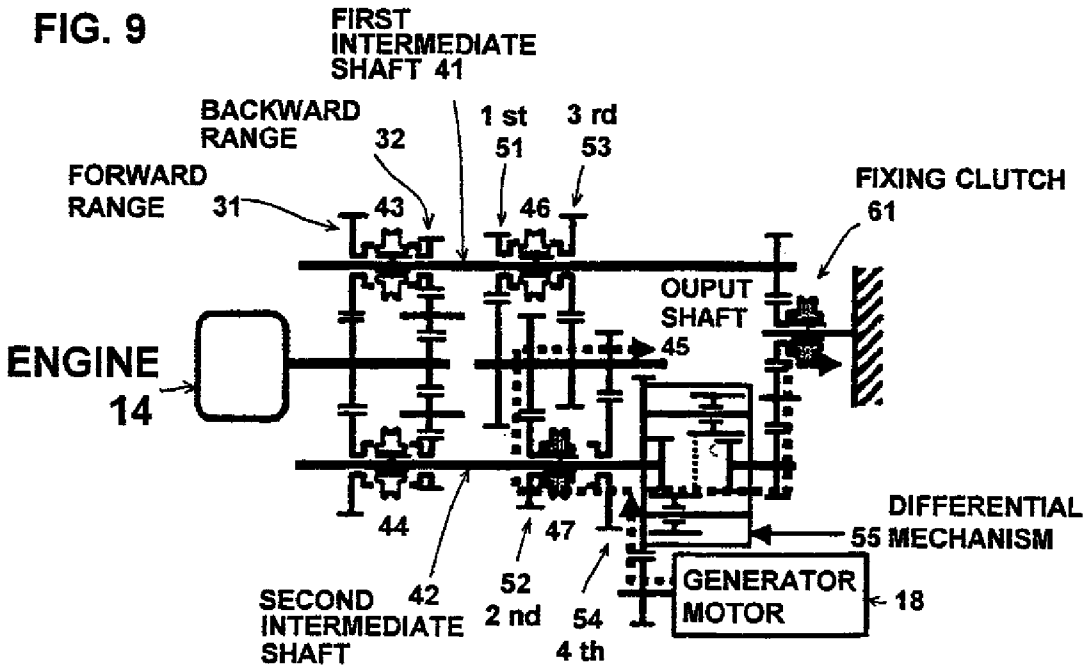 FIG. 9
FIRST
INTERMEDIATE
SHAFT 41
BACKWARD
RANGE
32
1 st
51
3 rd
53
FORWARD
RANGE
31
43
46
FIXING CLUTCH
61
OUPUT
SHAFT
45
ENGINE
14
44
47
42
SECOND
INTERMEDIATE
SHAFT
52
2 nd
54
4 th
DIFFERENTIAL
55 MECHANISM
GENERATOR
MOTOR
18